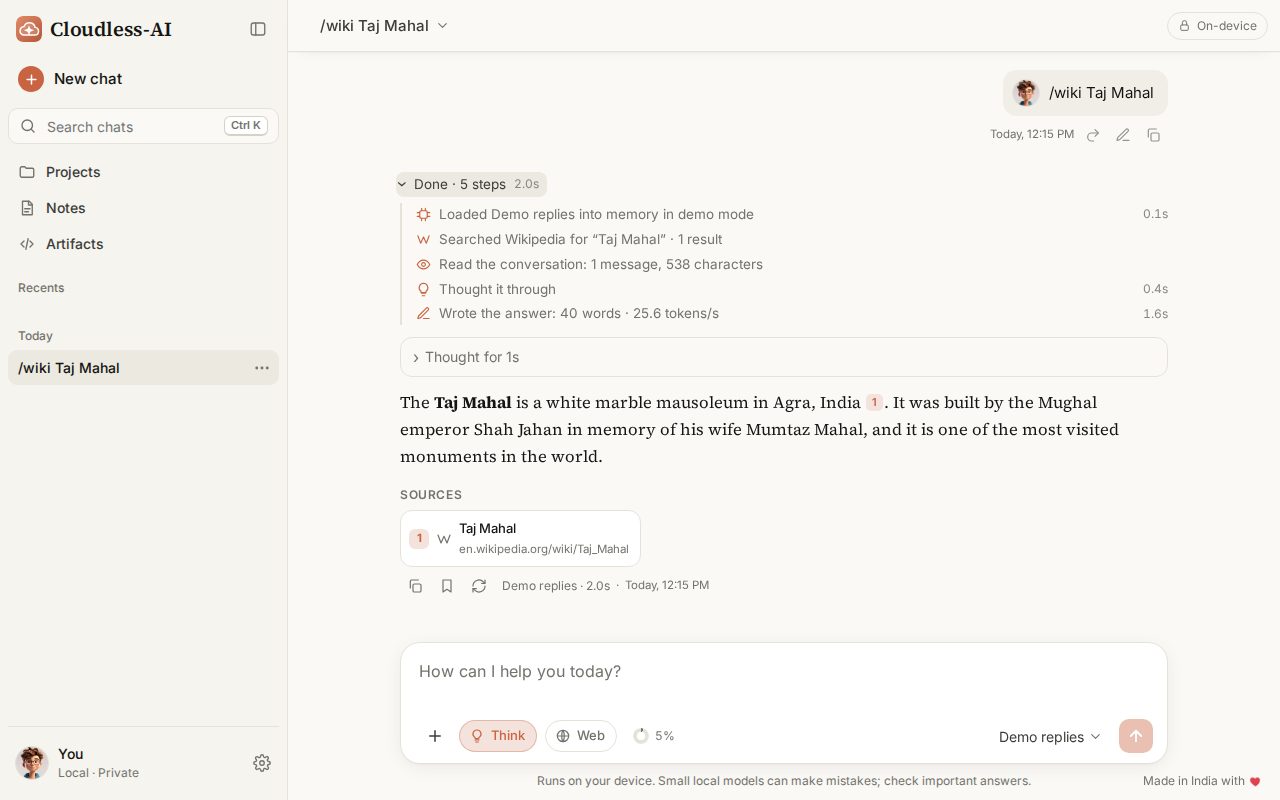 Cloudless-AI
New chat
Search chats
Ctrl K
Projects
Notes
Artifacts
Recents
Today
/wiki Taj Mahal
You
Local · Private
/wiki Taj Mahal
On-device
/wiki Taj Mahal
Today, 12:15 PM
Done · 5 steps 2.0s
Loaded Demo replies into memory in demo mode 0.1s
W Searched Wikipedia for “Taj Mahal” · 1 result
Read the conversation: 1 message, 538 characters
Thought it through 0.4s
Wrote the answer: 40 words · 25.6 tokens/s 1.6s
Thought for 1s
The Taj Mahal is a white marble mausoleum in Agra, India 1 . It was built by the Mughal
emperor Shah Jahan in memory of his wife Mumtaz Mahal, and it is one of the most visited
monuments in the world.
SOURCES
1 W Taj Mahal
en.wikipedia.org/wiki/Taj_Mahal
Demo replies · 2.0s · Today, 12:15 PM
How can I help you today?
Think
Web
5%
Demo replies
Runs on your device. Small local models can make mistakes; check important answers.
Made in India with